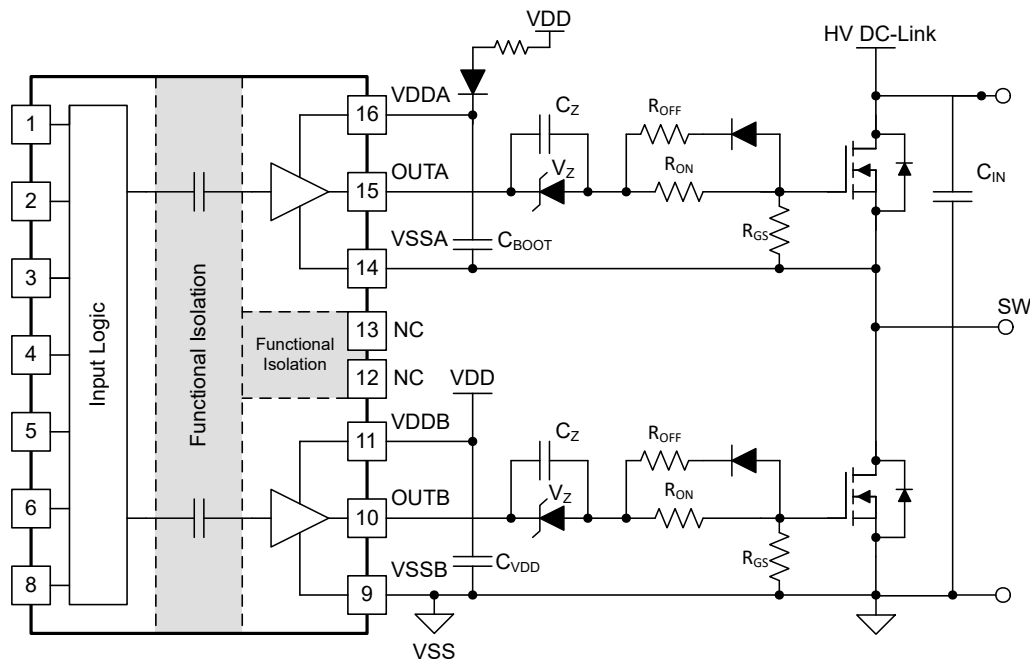 VDD
HV DC-Link
1
2
3
4
5
6
8
Input Logic
Functional Isolation
Functional
Isolation
16
VDDA
15
OUTA
14
VSSA
CBOOT
CZ
VZ
ROFF
RON
RGS
CIN
SW
13
NC
12
NC
VDD
11
VDDB
10
OUTB
9
VSSB
CVDD
CZ
VZ
ROFF
RON
RGS
VSS